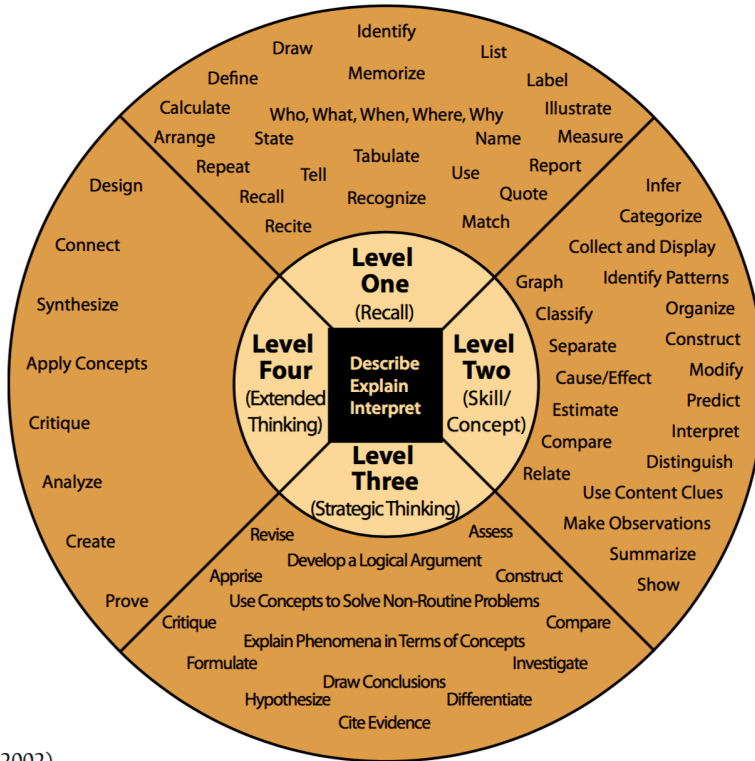 Identify
Draw
List
Define
Memorize
Label
Calculate
Who, What, When, Where, Why
Illustrate
Arrange
State
Name
Measure
Repeat
Tell
Tabulate
Use
Report
Recall
Recognize
Quote
Recite
Match
Level
One
(Recall)
Infer
Categorize
Collect and Display
Graph
Identify Patterns
Classify
Organize
Separate
Construct
Cause/Effect
Modify
Estimate
Predict
Compare
Interpret
Relate
Distinguish
Use Content Clues
Make Observations
Summarize
Show
Level
Two
(Skill/
Concept)
Describe
Explain
Interpret
Level
Three
(Strategic Thinking)
Revise
Assess
Develop a Logical Argument
Apprise
Construct
Use Concepts to Solve Non-Routine Problems
Critique
Compare
Explain Phenomena in Terms of Concepts
Formulate
Investigate
Draw Conclusions
Hypothesize
Differentiate
Cite Evidence
Level
Four
(Extended
Thinking)
Design
Connect
Synthesize
Apply Concepts
Critique
Analyze
Create
Prove